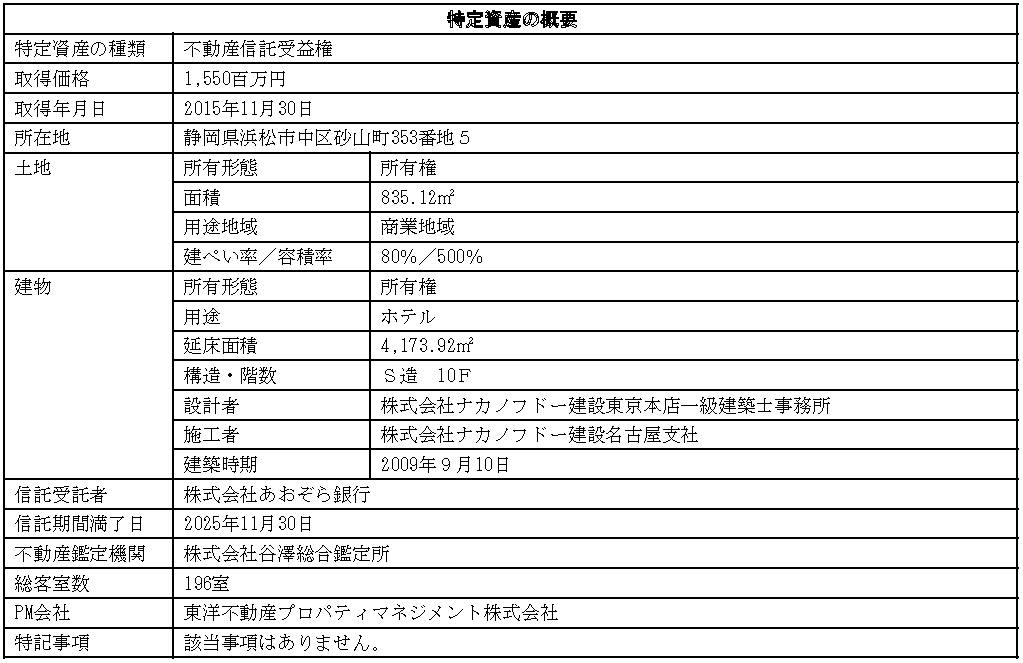 特定資産の概要
特定資産の種類 不動産信託受益権
取得価格 1,550百万円
取得年月日 2015年11月30日
所在地 静岡県浜松市中区砂山町353番地５
土地 所有形態 所有権
面積 835.12㎡
用途地域 商業地域
建ぺい率／容積率 80％／500％
建物 所有形態 所有権
用途 ホテル
延床面積 4,173.92㎡
構造・階数 Ｓ造　10Ｆ
設計者 株式会社ナカノフドー建設東京本店一級建築士事務所
施工者 株式会社ナカノフドー建設名古屋支社
建築時期 2009年９月10日
信託受託者 株式会社あおぞら銀行
信託期間満了日 2025年11月30日
不動産鑑定機関 株式会社谷澤総合鑑定所
総客室数 196室
PM会社 東洋不動産プロパティマネジメント株式会社
特記事項 該当事項はありません。